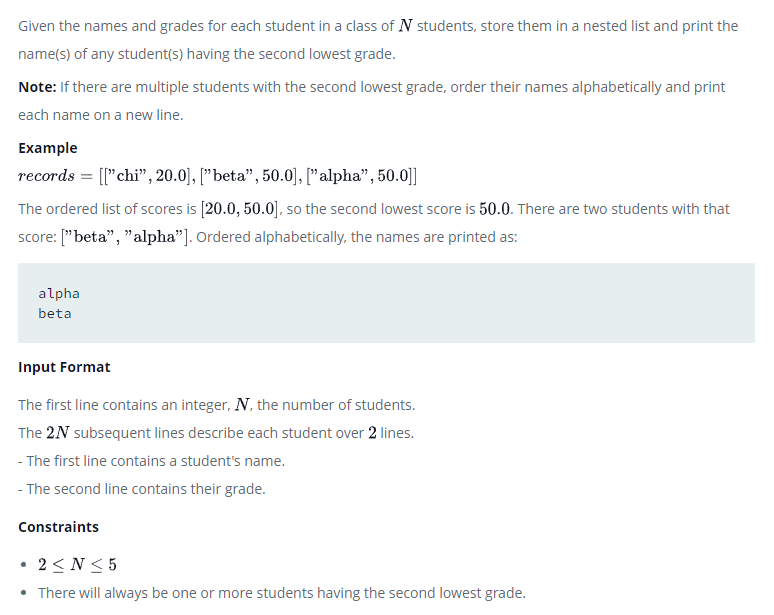 Given the names and grades for each student in a class of N students, store them in a nested list and print the
name(s) of any student(s) having the second lowest grade.
Note: If there are multiple students with the second lowest grade, order their names alphabetically and print
each name on a new line.
Example
records = [["chi", 20.0], ["beta", 50.0], ["alpha", 50.0]]
The ordered list of scores is [20.0, 50.0], so the second lowest score is 50.0. There are two students with that
score: ["beta", "alpha"]. Ordered alphabetically, the names are printed as:
alpha
beta
Input Format
The first line contains an integer, N, the number of students.
The 2N subsequent lines describe each student over 2 lines.
- The first line contains a student's name.
- The second line contains their grade.
Constraints
• 2 ≤ N ≤ 5
• There will always be one or more students having the second lowest grade.